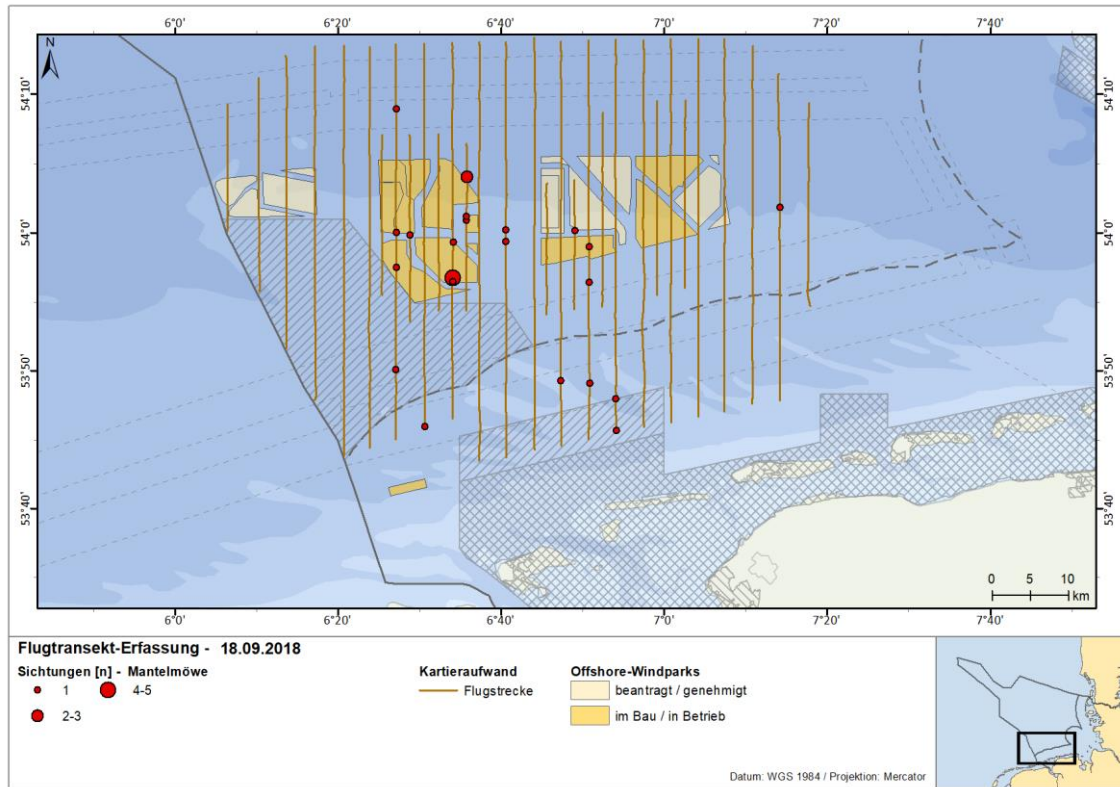 6°0' 6°20' 6°40' 7°0' 7°20' 7°40'
N
54°10' 54°10'
54°0' 54°0'
53°50' 53°50'
53°40' 53°40'
0 5 10
km
6°0' 6°20' 6°40' 7°0' 7°20' 7°40'
Flugtransekt-Erfassung - 18.09.2018
Sichtungen [n] - Mantelmöwe
1
4-5
2-3
Kartieraufwand
Flugstrecke
Offshore-Windparks
beantragt / genehmigt
im Bau / in Betrieb
Datum: WGS 1984 / Projektion: Mercator